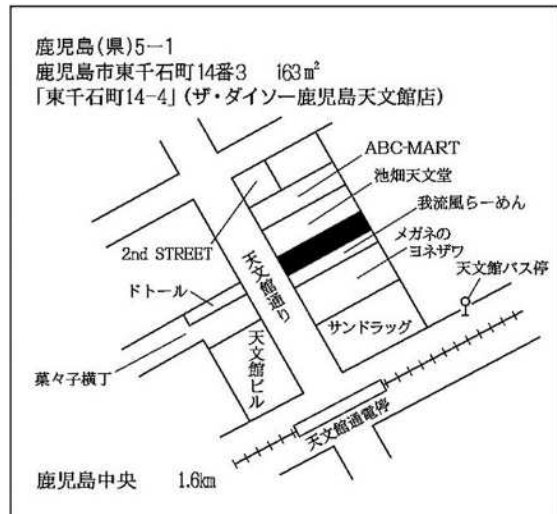 鹿児島(県)5-1
鹿児島市東千石町14番3　163㎡
「東千石町14-4」(ザ・ダイソー鹿児島天文館店)
ABC-MART
池畑天文堂
我流風らーめん
メガネの
ヨネザワ
天文館バス停
2nd STREET
天文館通り
ドトール
サンドラッグ
菜々子横丁
天文館ビル
天文館通電停
鹿児島中央　1.6km